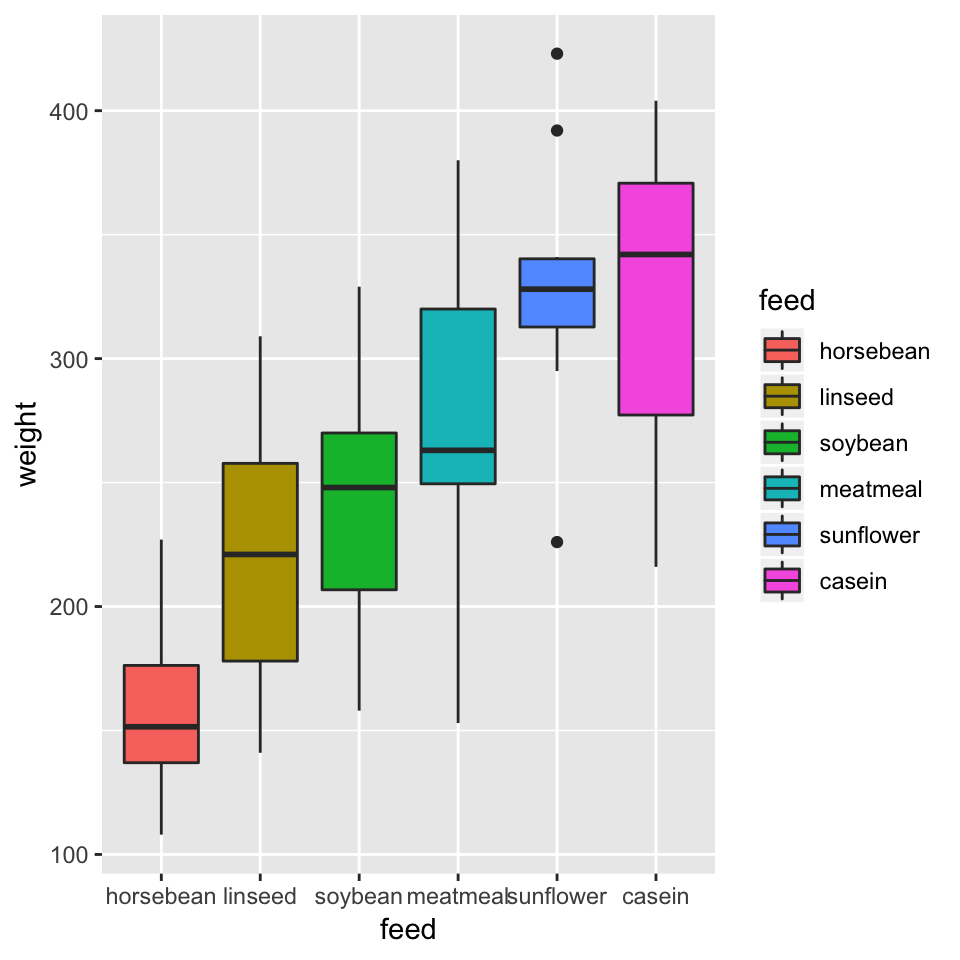 weight
400
300
200
100
horsebean linseed soybean meatmeal sunflower casein
feed
feed
horsebean
linseed
soybean
meatmeal
sunflower
casein